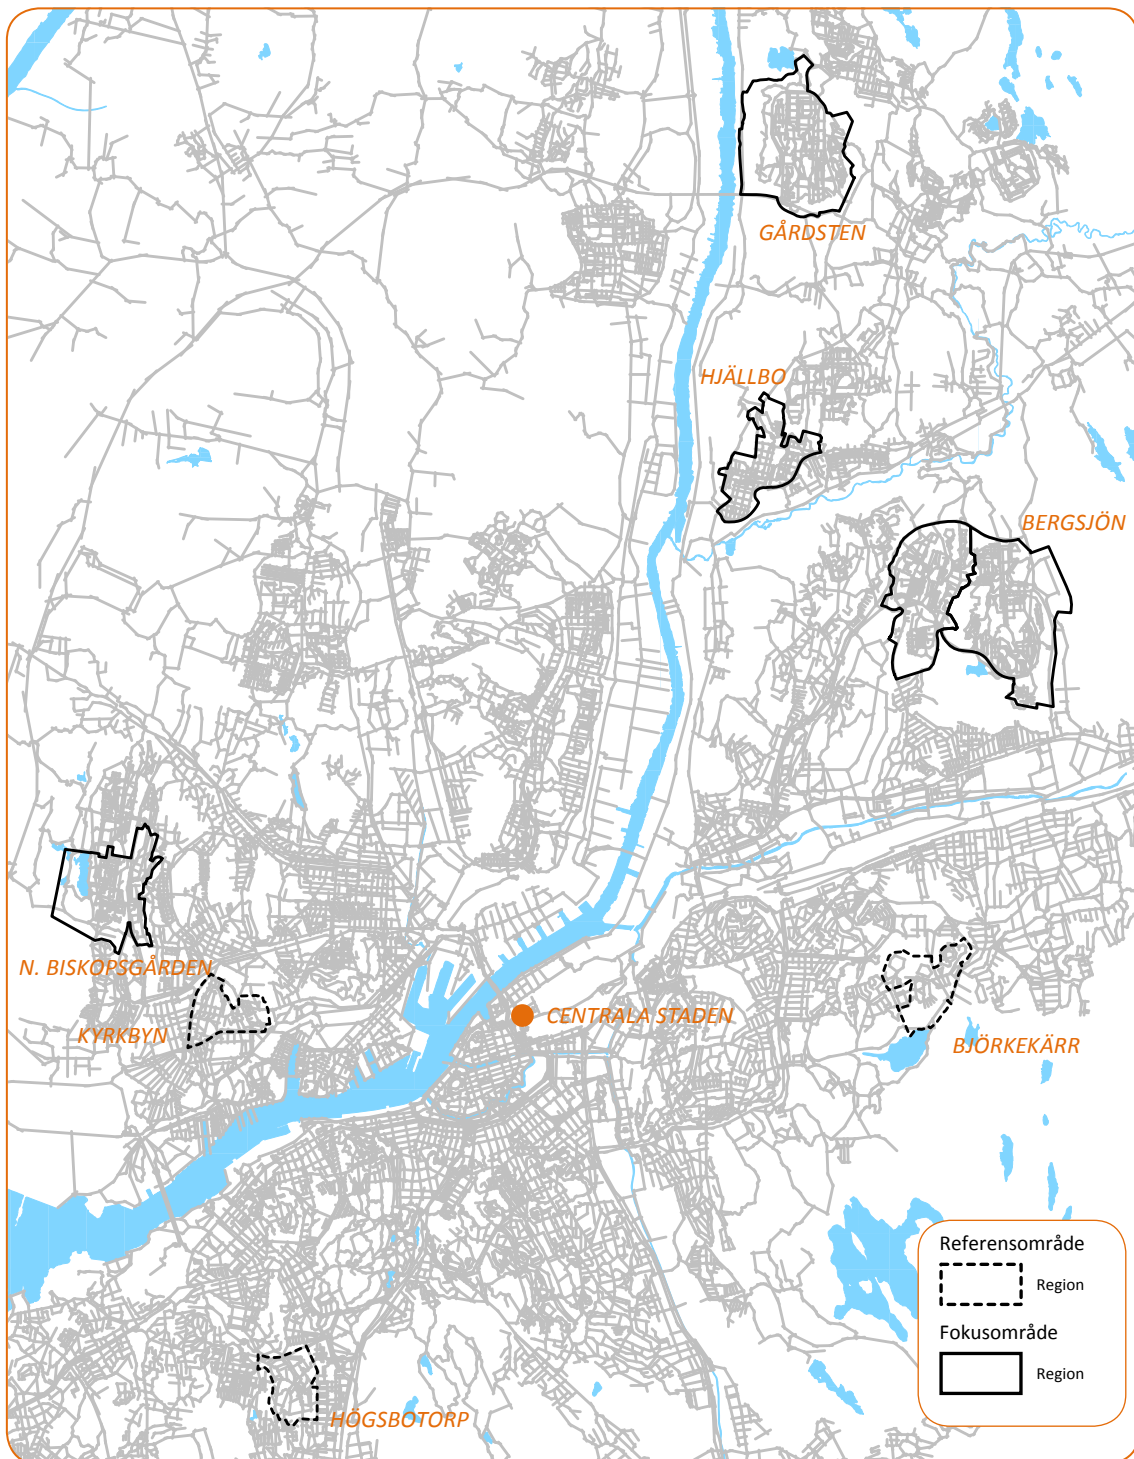 GÅRDSTEN
HJÄLLBO
BERGSJÖN
N. BISKOPSGÅRDEN
KYRKBYN
CENTRALA STADEN
BJÖRKEKÄRR
Referensområde
Region
Fokusområde
Region
HÖGSBOTORP